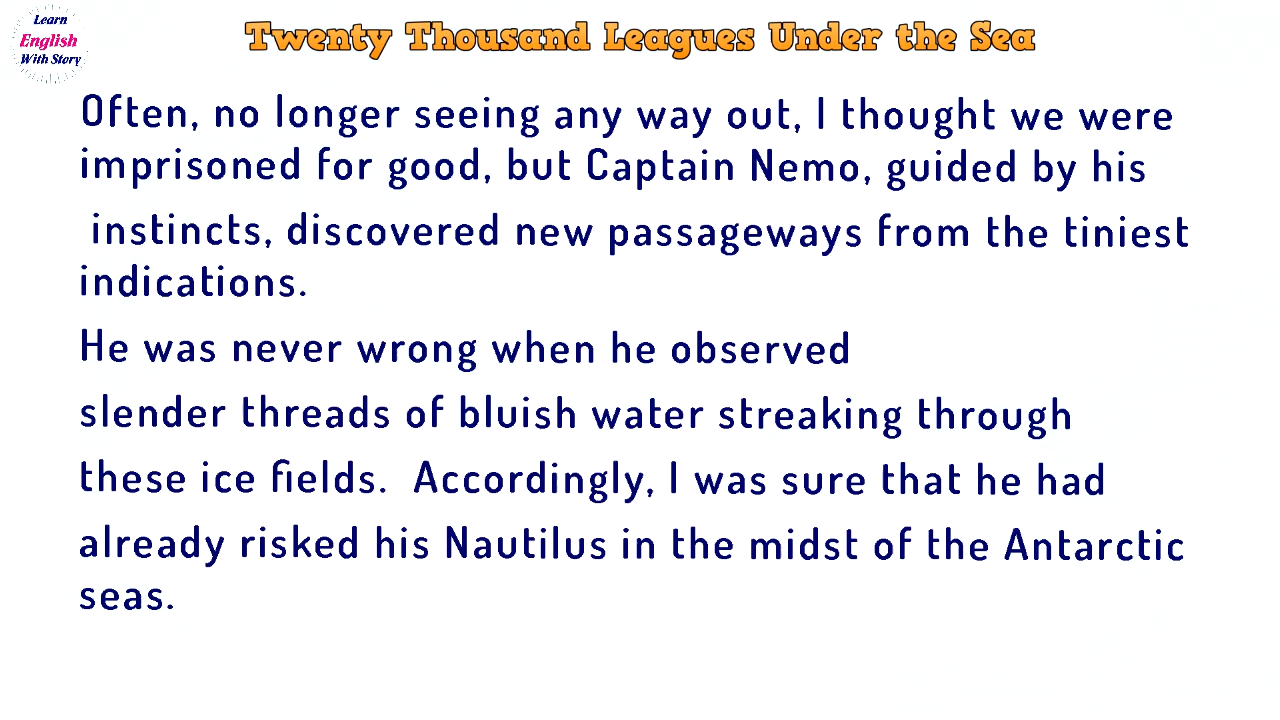 Learn
English
With Story
Twenty Thousand Leagues Under the Sea
Often, no longer seeing any way out, I thought we were
imprisoned for good, but Captain Nemo, guided by his
instincts, discovered new passageways from the tiniest
indications.
He was never wrong when he observed
slender threads of bluish water streaking through
these ice fields.  Accordingly, I was sure that he had
already risked his Nautilus in the midst of the Antarctic
seas.